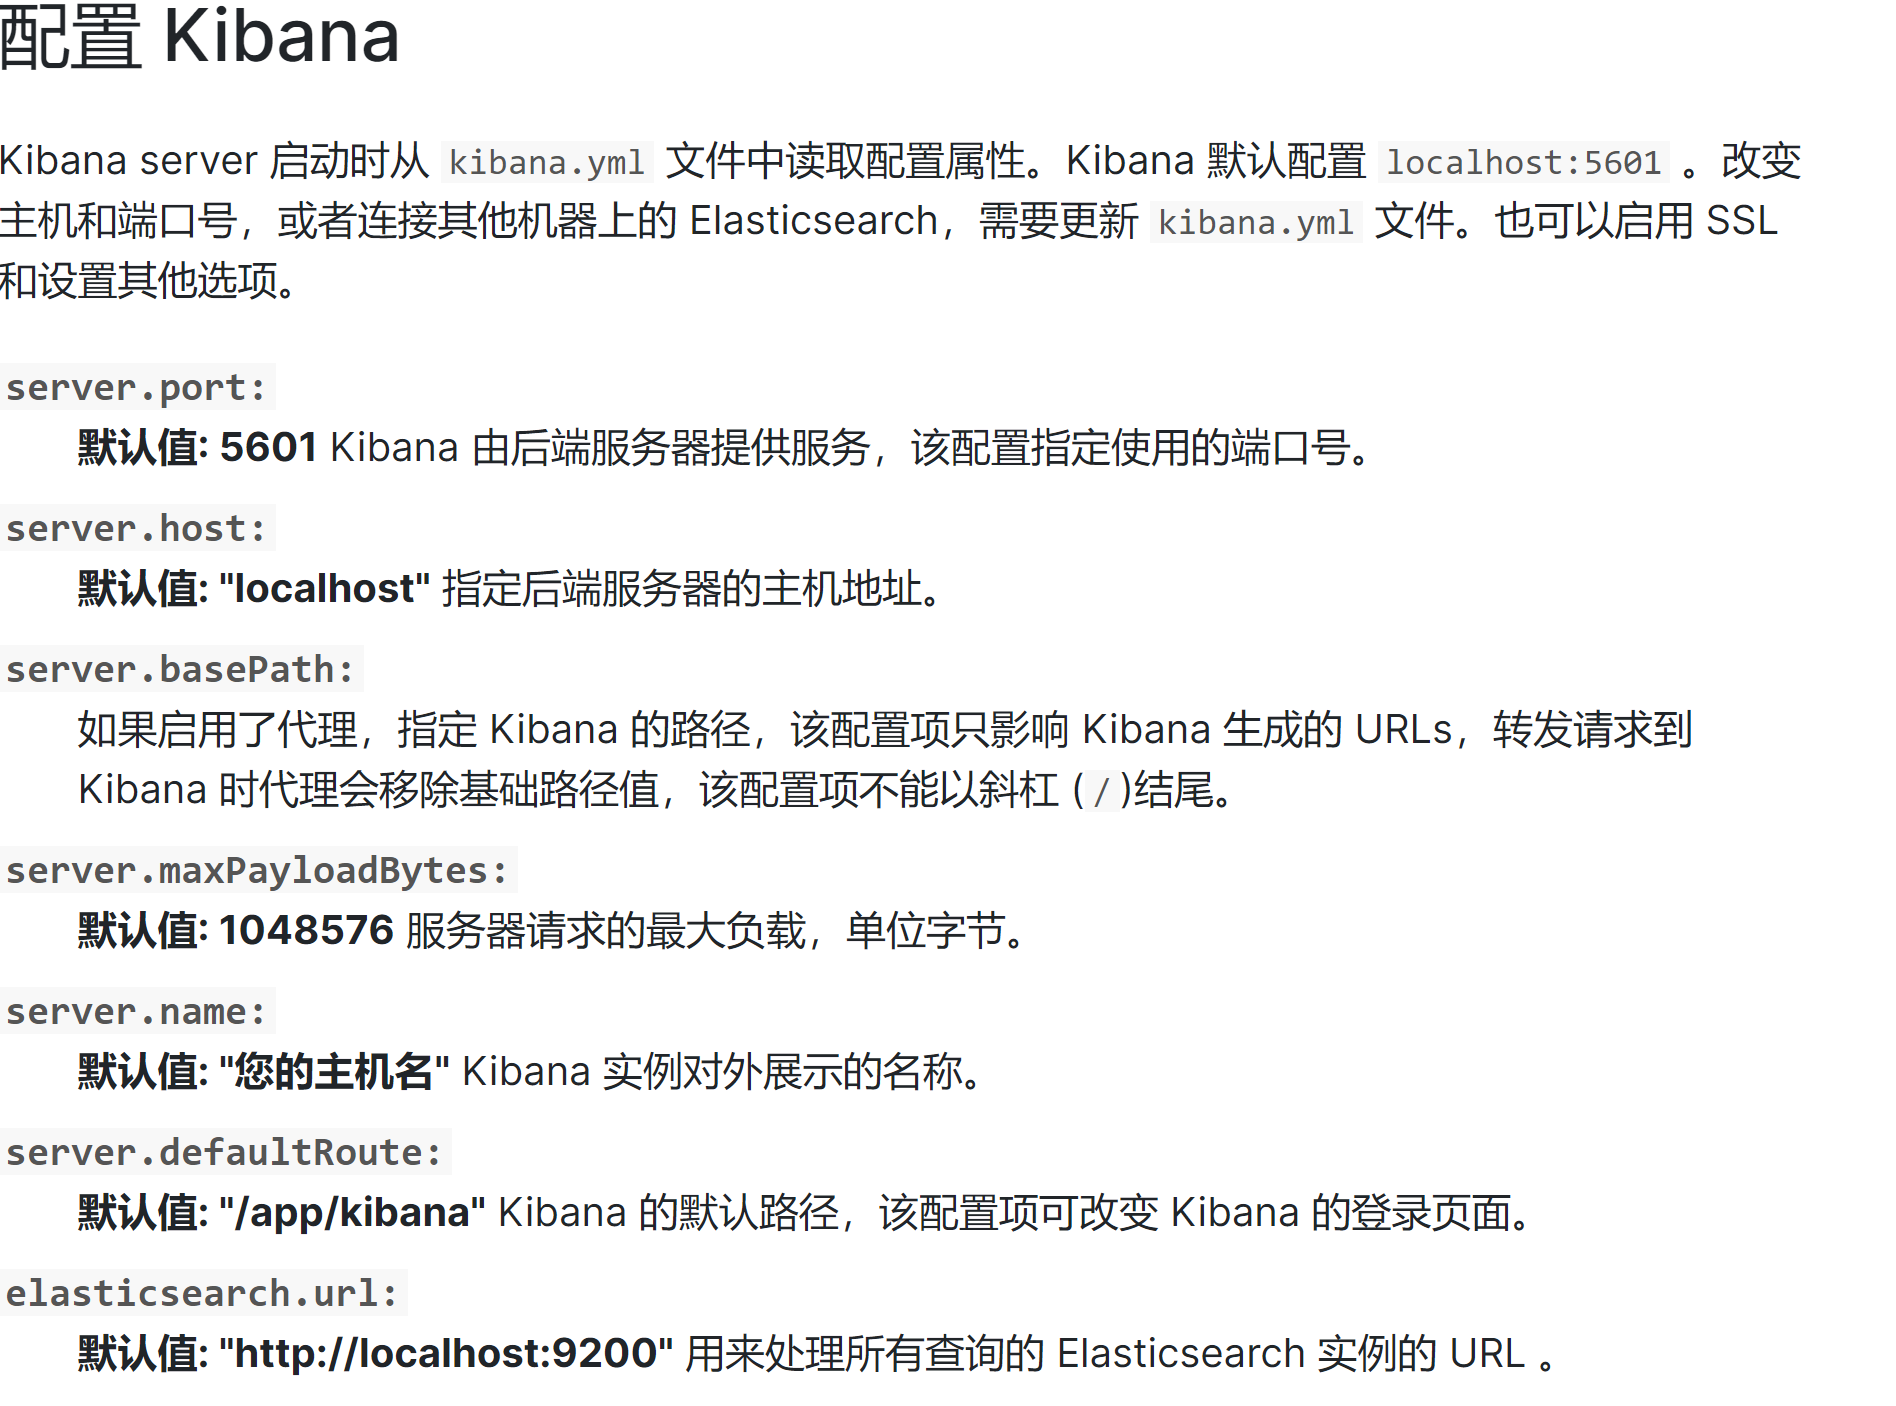 配置 Kibana
Kibana server 启动时从 kibana.yml 文件中读取配置属性。Kibana 默认配置 localhost:5601 。改变
主机和端口号，或者连接其他机器上的 Elasticsearch，需要更新 kibana.yml 文件。也可以启用 SSL
和设置其他选项。
server.port:
默认值: 5601 Kibana 由后端服务器提供服务，该配置指定使用的端口号。
server.host:
默认值: "localhost" 指定后端服务器的主机地址。
server.basePath:
如果启用了代理，指定 Kibana 的路径，该配置项只影响 Kibana 生成的 URLs，转发请求到
Kibana 时代理会移除基础路径值，该配置项不能以斜杠 (/)结尾。
server.maxPayloadBytes:
默认值: 1048576 服务器请求的最大负载，单位字节。
server.name:
默认值: "您的主机名" Kibana 实例对外展示的名称。
server.defaultRoute:
默认值: "/app/kibana" Kibana 的默认路径，该配置项可改变 Kibana 的登录页面。
elasticsearch.url:
默认值: "http://localhost:9200" 用来处理所有查询的 Elasticsearch 实例的 URL 。